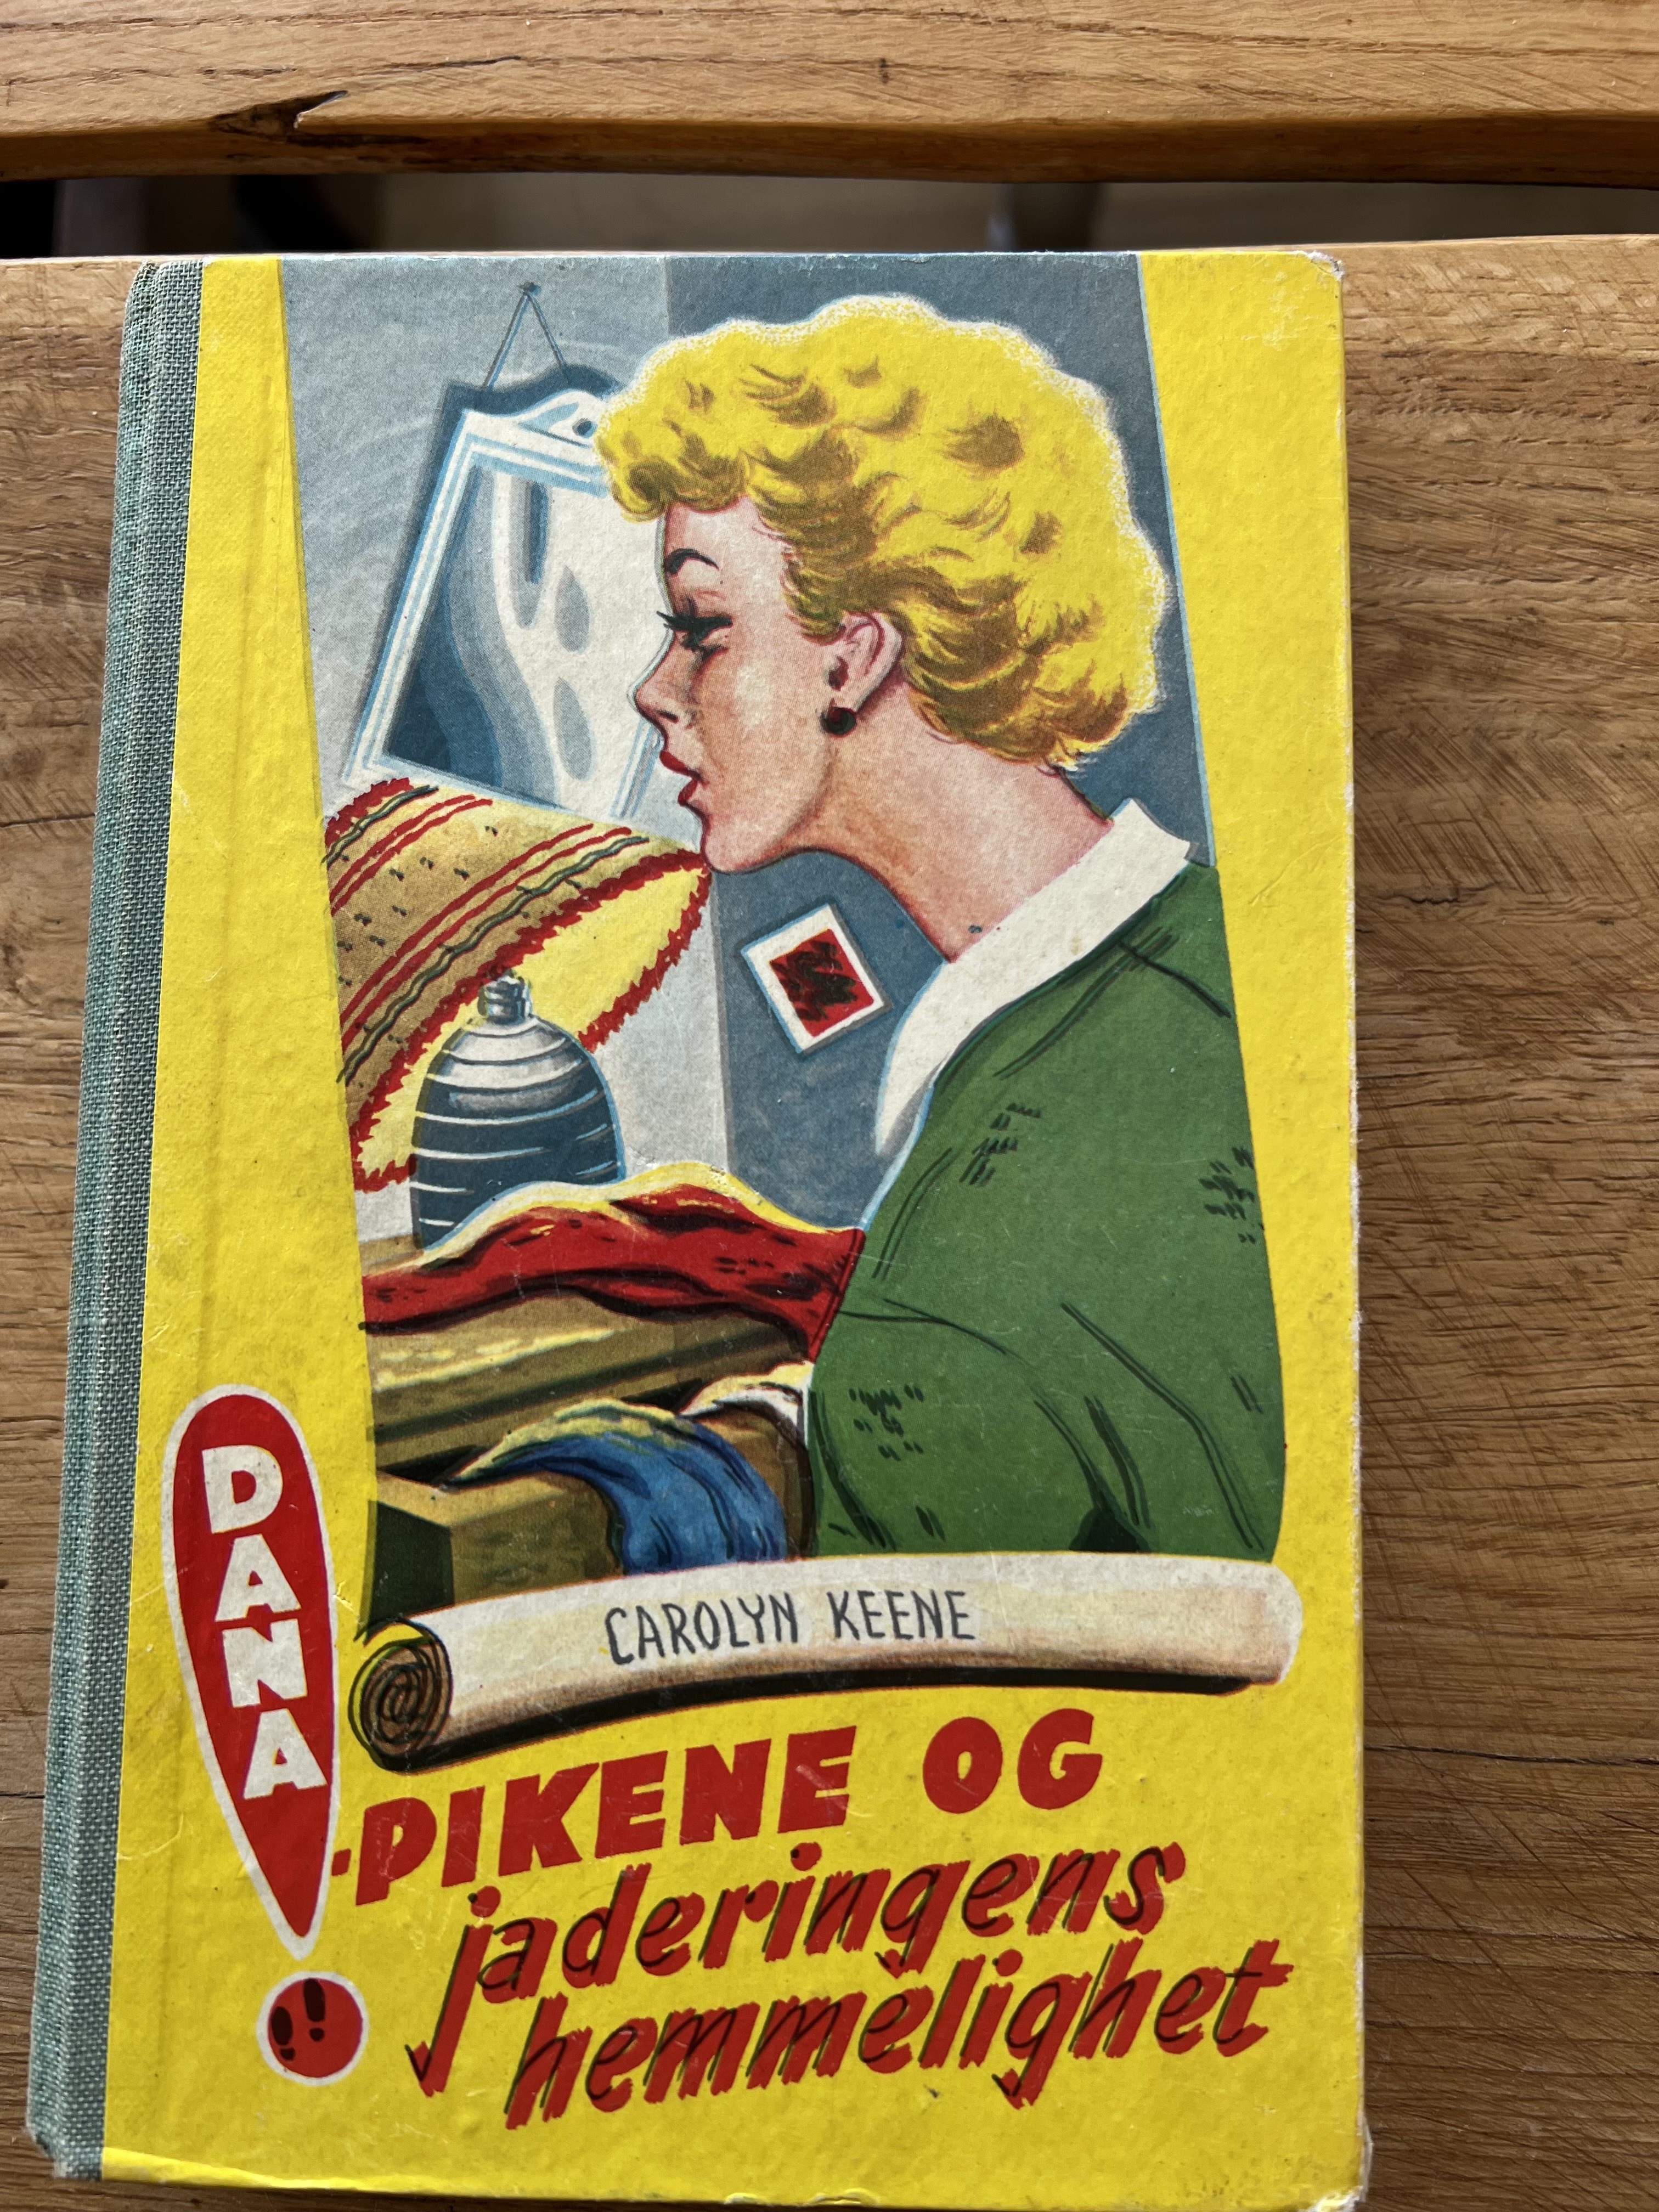 CAROLYN KEENE
DANA
-PIKENE OG
jaderingens
hemmelighet